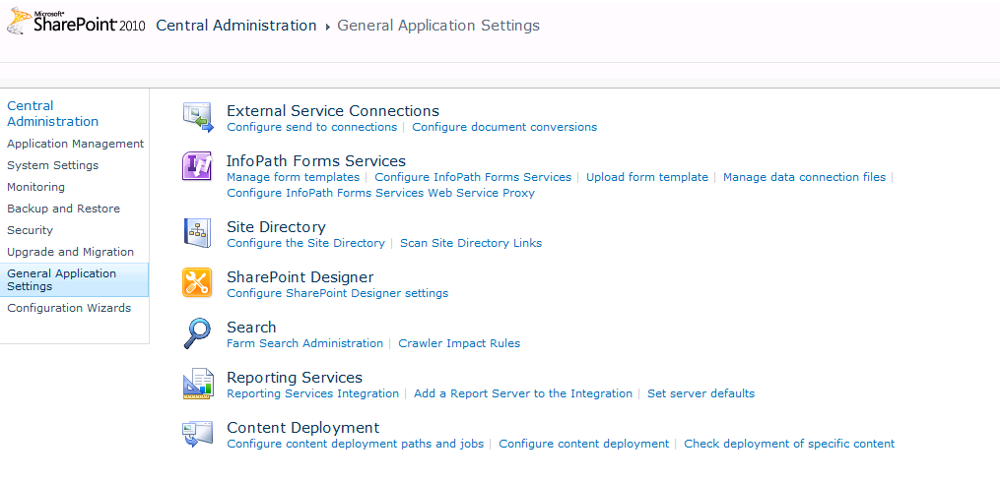 Microsoft®
SharePoint 2010 Central Administration General Application Settings
Central
Administration
Application Management
System Settings
Monitoring
Backup and Restore
Security
Upgrade and Migration
General Application
Settings
Configuration Wizards
External Service Connections
Configure send to connections | Configure document conversions
InfoPath Forms Services
Manage form templates | Configure InfoPath Forms Services | Upload form template | Manage data connection files |
Configure InfoPath Forms Services Web Service Proxy
Site Directory
Configure the Site Directory | Scan Site Directory Links
SharePoint Designer
Configure SharePoint Designer settings
Search
Farm Search Administration | Crawler Impact Rules
Reporting Services
Reporting Services Integration | Add a Report Server to the Integration | Set server defaults
Content Deployment
Configure content deployment paths and jobs | Configure content deployment | Check deployment of specific content